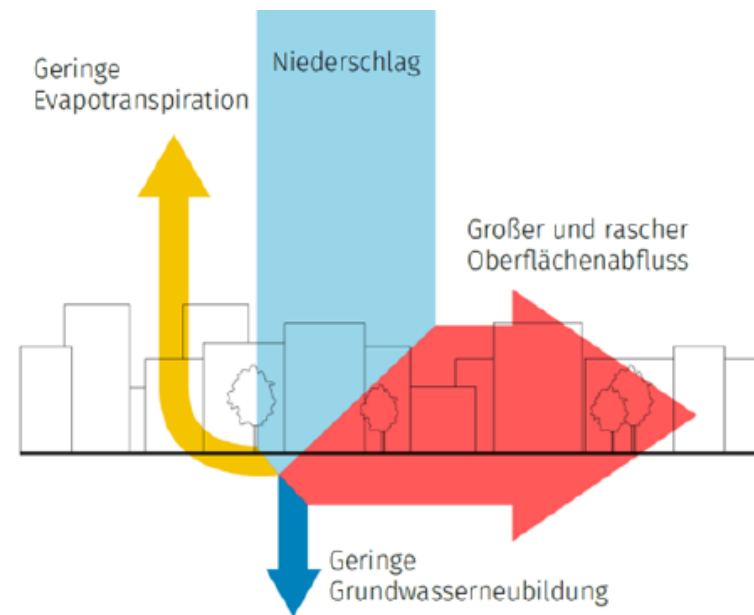 Geringe
Evapotranspiration
Niederschlag
Großer und rascher
Oberflächenabfluss
Geringe
Grundwasserneubildung